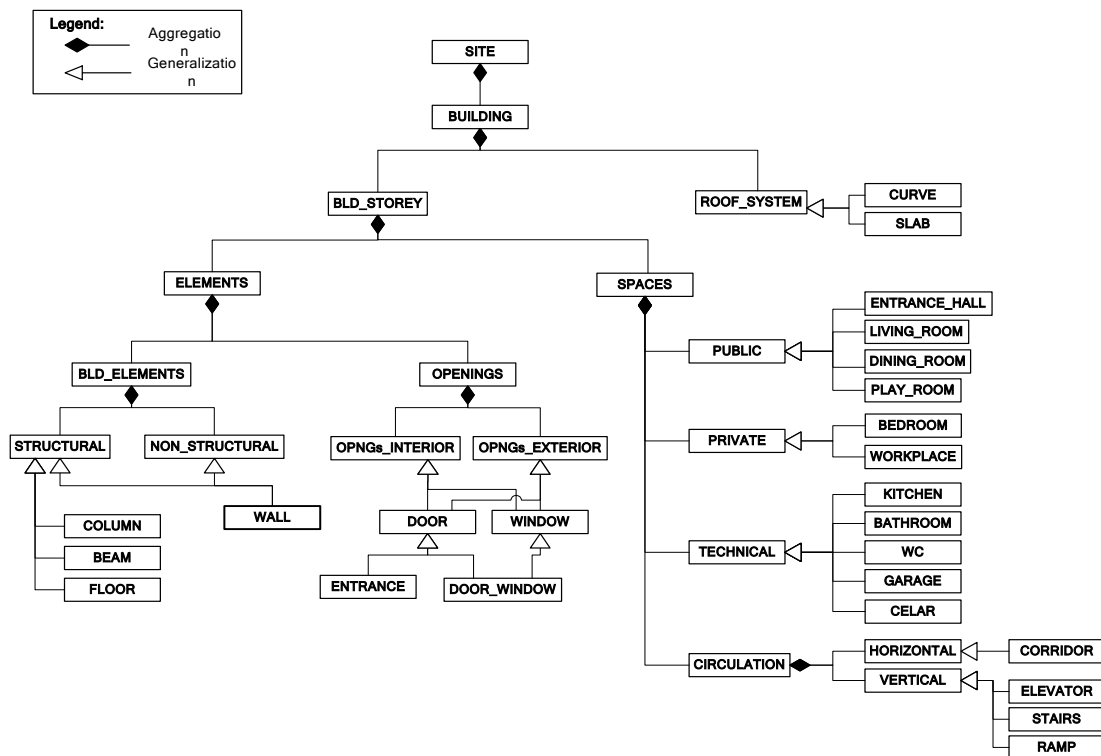 Legend:
Aggregatio
n
Generalizatio
n
SITE
BUILDING
BLD_STOREY
ROOF_SYSTEM
CURVE
SLAB
ELEMENTS
SPACES
ENTRANCE_HALL
LIVING_ROOM
PUBLIC
DINING_ROOM
PLAY_ROOM
BLD_ELEMENTS
OPENINGS
STRUCTURAL
NON_STRUCTURAL
OPNGs_INTERIOR
OPNGs_EXTERIOR
PRIVATE
BEDROOM
WORKPLACE
WALL
COLUMN
BEAM
FLOOR
DOOR
WINDOW
ENTRANCE
DOOR_WINDOW
KITCHEN
BATHROOM
TECHNICAL
WC
GARAGE
CELAR
CIRCULATION
HORIZONTAL
CORRIDOR
VERTICAL
ELEVATOR
STAIRS
RAMP